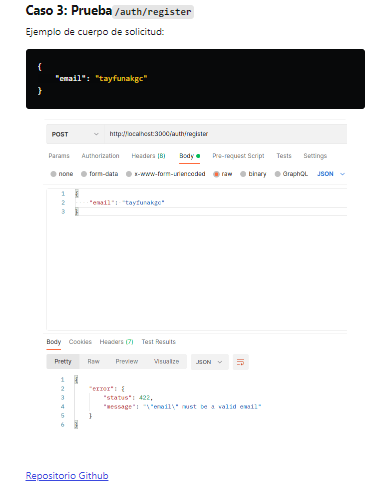 Caso 3: Prueba /auth/register
Ejemplo de cuerpo de solicitud:
{
"email": "tayfunakgc"
}
POST http://localhost:3000/auth/register
Params Authorization Headers (8) Body Pre-request Script Tests Settings
none form-data x-www-form-urlencoded raw binary GraphQL JSON
1 {
2 "email": "tayfunakgc"
3 }
Body Cookies Headers (7) Test Results
Pretty Raw Preview Visualize JSON
1 {
2 "error": {
3 "status": 422,
4 "message": "\"email\" must be a valid email"
5 }
6 }
Repositorio Github